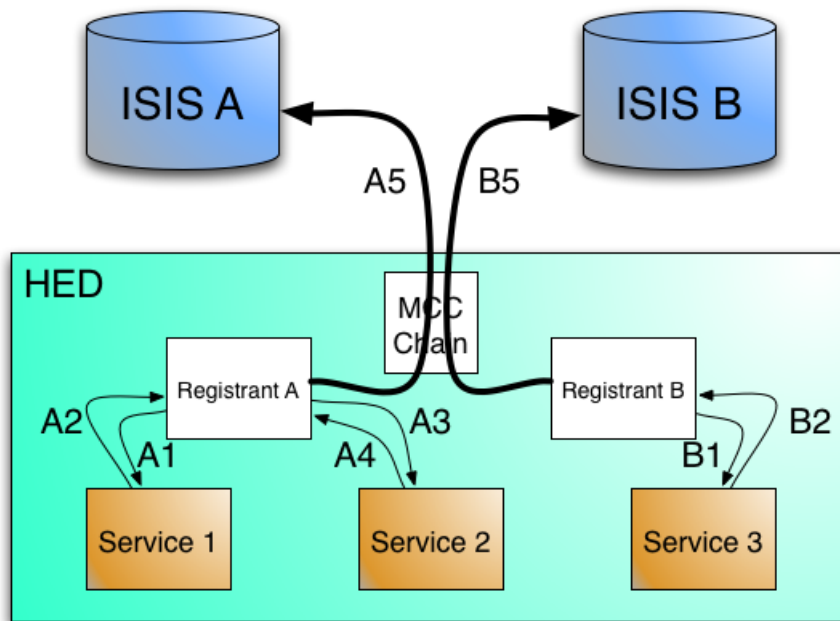 ISIS A
ISIS B
A5
B5
HED
MCC
Chain
Registrant A
Registrant B
A2
A1
A3
A4
B1
B2
Service 1
Service 2
Service 3